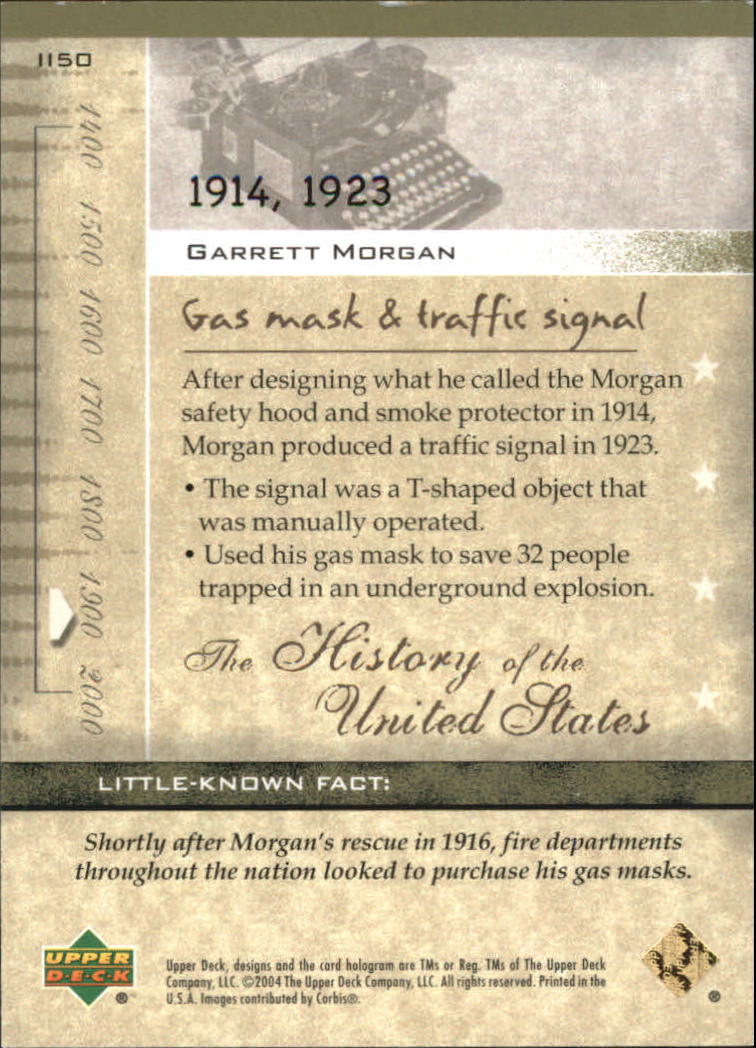 II50
1400 1500 1600 1700 1800 1900 2000
1914, 1923
GARRETT MORGAN
Gas mask & traffic signal
After designing what he called the Morgan
safety hood and smoke protector in 1914,
Morgan produced a traffic signal in 1923.
• The signal was a T-shaped object that
was manually operated.
• Used his gas mask to save 32 people
trapped in an underground explosion.
The History of the
United States
LITTLE-KNOWN FACT:
Shortly after Morgan's rescue in 1916, fire departments
throughout the nation looked to purchase his gas masks.
UPPER
D·E·C·K
®
Upper Deck, designs and the card hologram are TMs or Reg. TMs of The Upper Deck
Company, LLC. ©2004 The Upper Deck Company, LLC. All rights reserved. Printed in the
U.S.A. Images contributed by Corbis®.
®